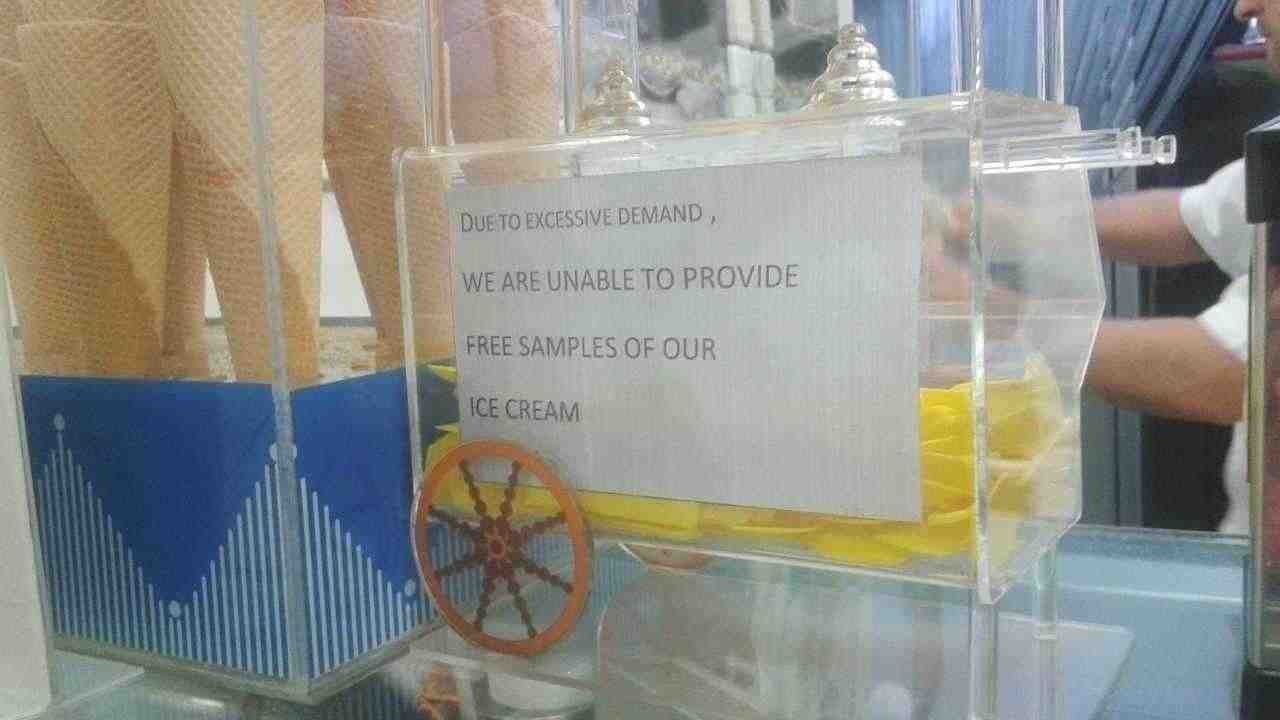 DUE TO EXCESSIVE DEMAND ,
WE ARE UNABLE TO PROVIDE
FREE SAMPLES OF OUR
ICE CREAM